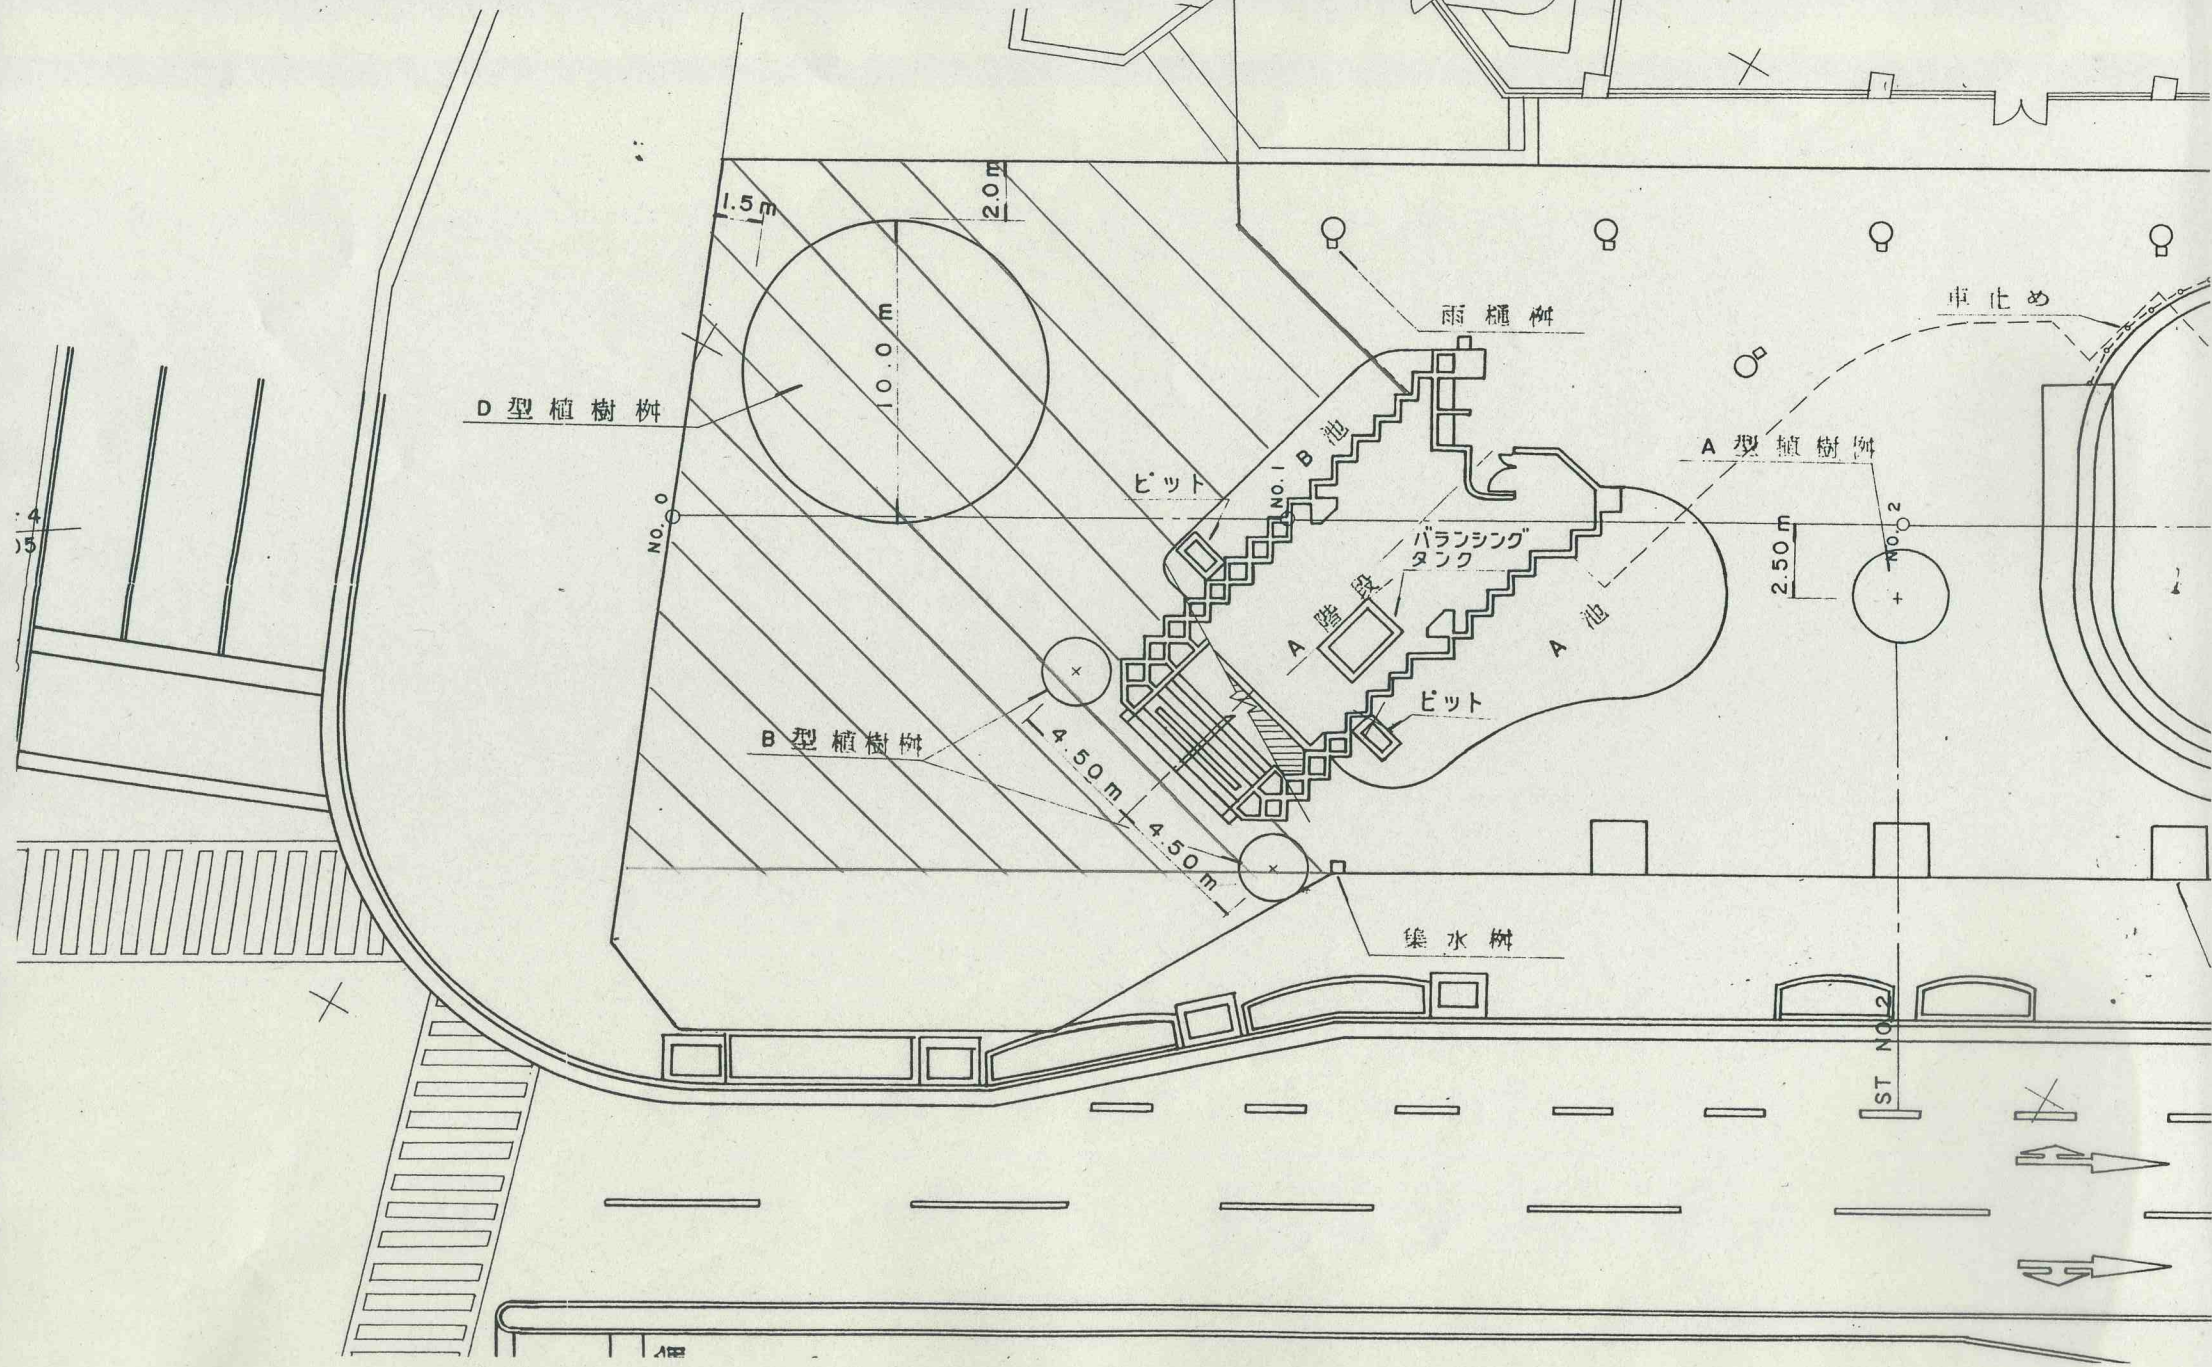 2.0m
1.5m
10.0 m
雨樋桝
車止め
D型植樹桝
A型植樹桝
B池
ピット
NO.1
NO.0
NO.2
バランシング
タンク
2.50m
A階段
A池
ピット
B型植樹桝
4.50m
4.50m
集水桝
ST NO.2